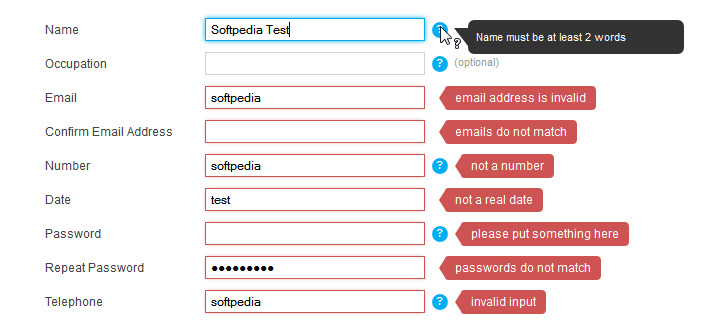 Name Softpedia Test ? ? Name must be at least 2 words
Occupation ? (optional)
Email softpedia email address is invalid
Confirm Email Address emails do not match
Number softpedia ? not a number
Date test not a real date
Password ? please put something here
Repeat Password ●●●●●●●●● passwords do not match
Telephone softpedia ? invalid input